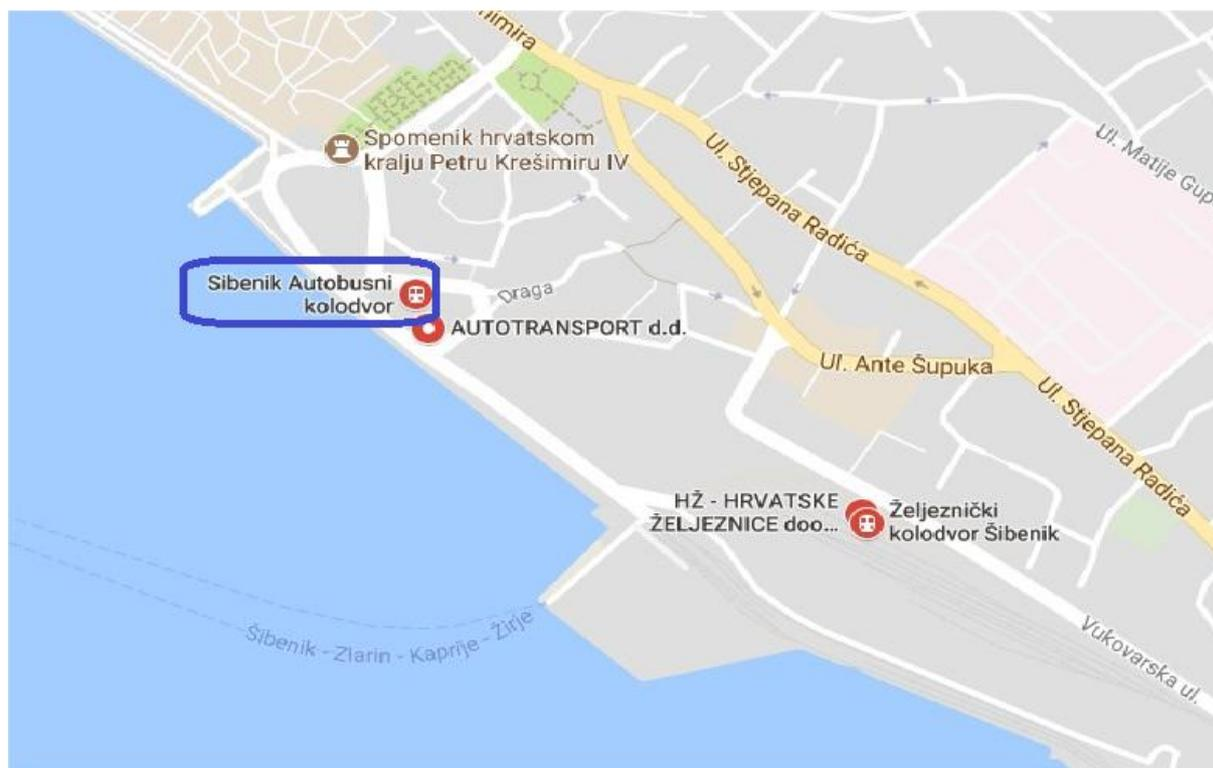 nimira
Ul. Matije Gup
Spomenik hrvatskom
kralju Petru Krešimiru IV
Ul. Stjepana Radića
Sibenik Autobusni
kolodvor
Draga
AUTOTRANSPORT d.d.
Ul. Ante Šupuka
Ul. Stjepana Radića
HŽ - HRVATSKE
ŽELJEZNICE doo...
Željeznički
kolodvor Šibenik
Šibenik - Zlarin - Kaprije - Žirje
Vukovarska ul.